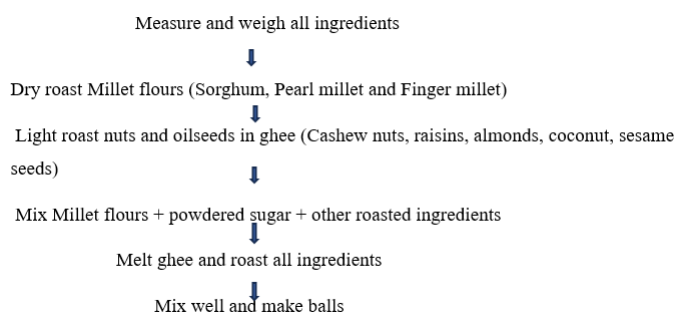 Measure and weigh all ingredients
Dry roast Millet flours (Sorghum, Pearl millet and Finger millet)
Light roast nuts and oilseeds in ghee (Cashew nuts, raisins, almonds, coconut, sesame
seeds)
Mix Millet flours + powdered sugar + other roasted ingredients
Melt ghee and roast all ingredients
Mix well and make balls